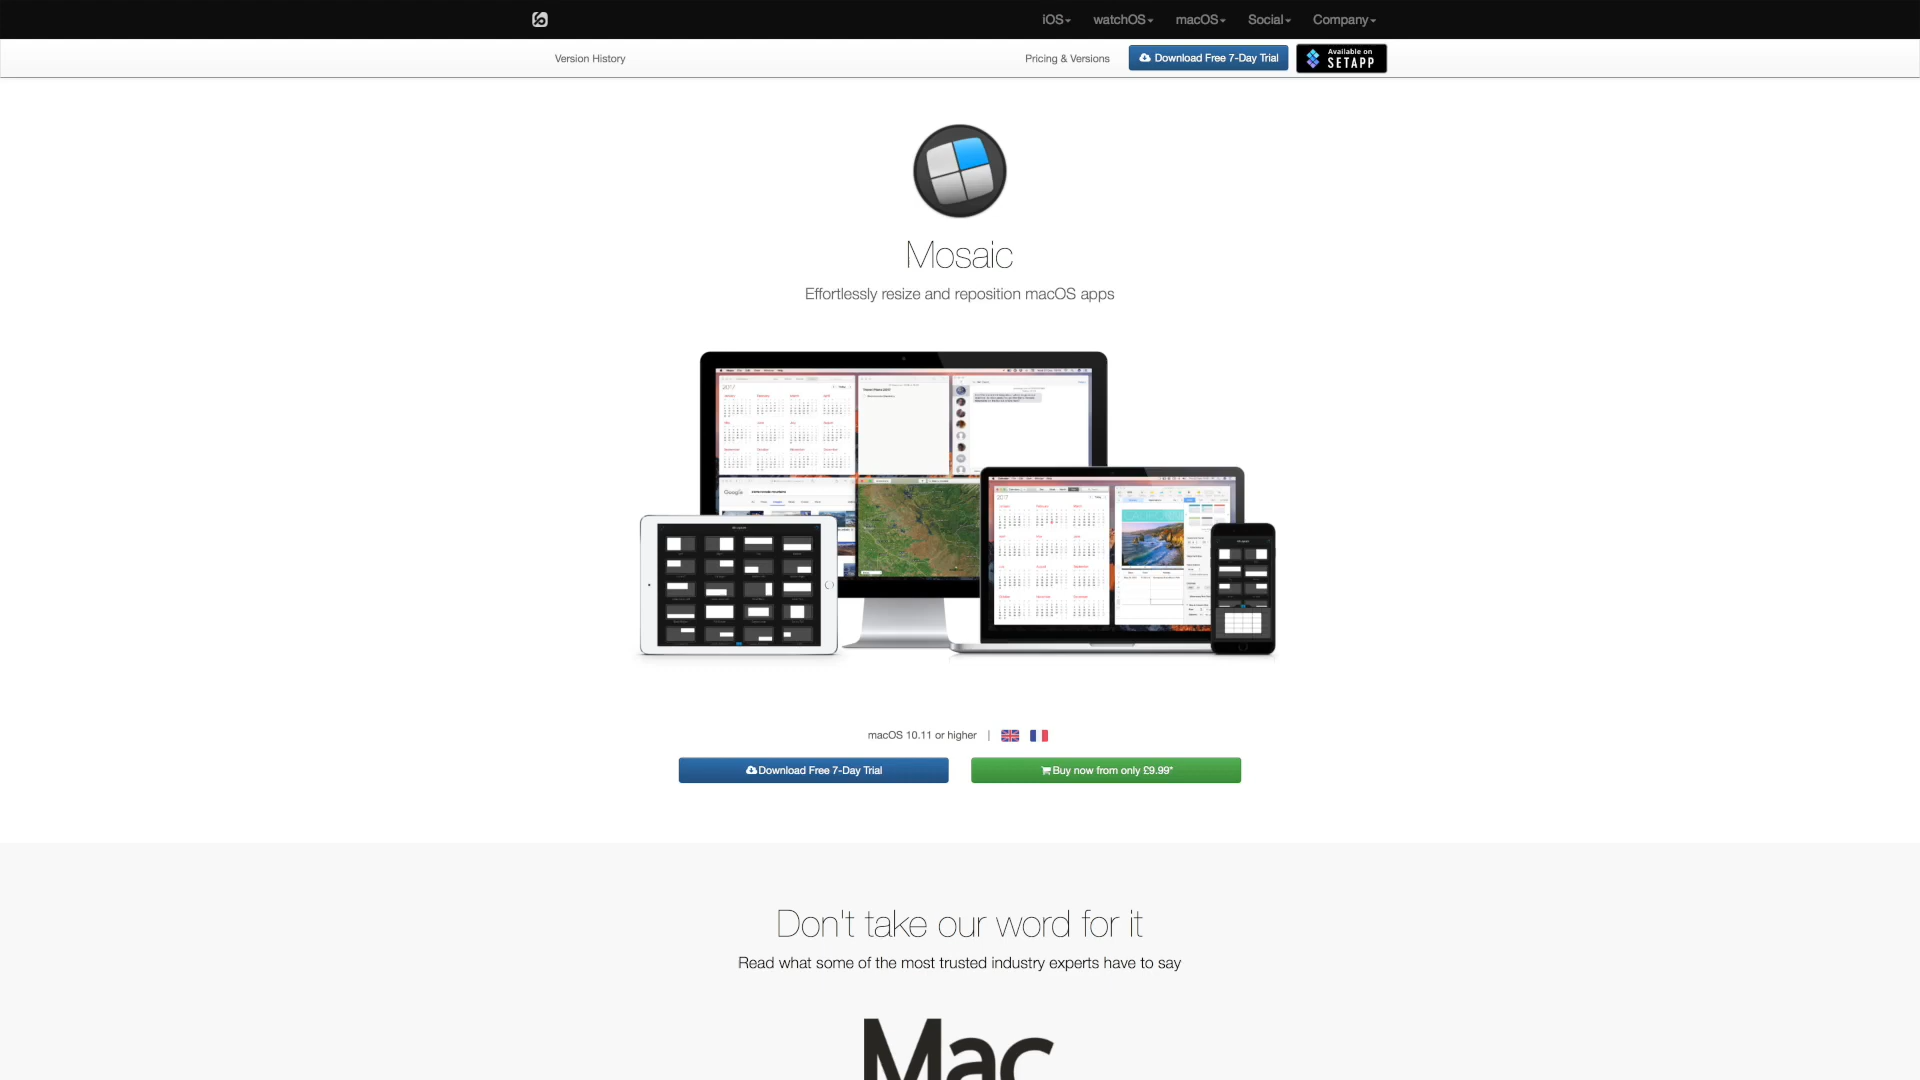 iOS
watchOS
macOS
Social
Company
Version History
Pricing & Versions
Download Free 7-Day Trial
Available on
SETAPP
Mosaic
Effortlessly resize and reposition macOS apps
2017
Google
2017
macOS 10.11 or higher |
Download Free 7-Day Trial
Buy now from only £9.99*
Don't take our word for it
Read what some of the most trusted industry experts have to say
Mac